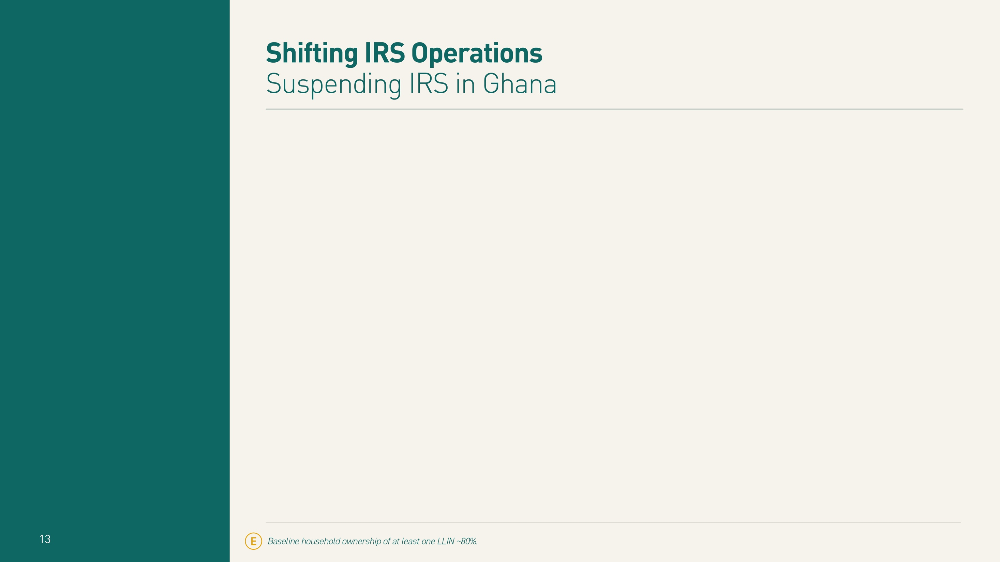 Shifting IRS Operations
Suspending IRS in Ghana
13
E Baseline household ownership of at least one LLIN ~80%.